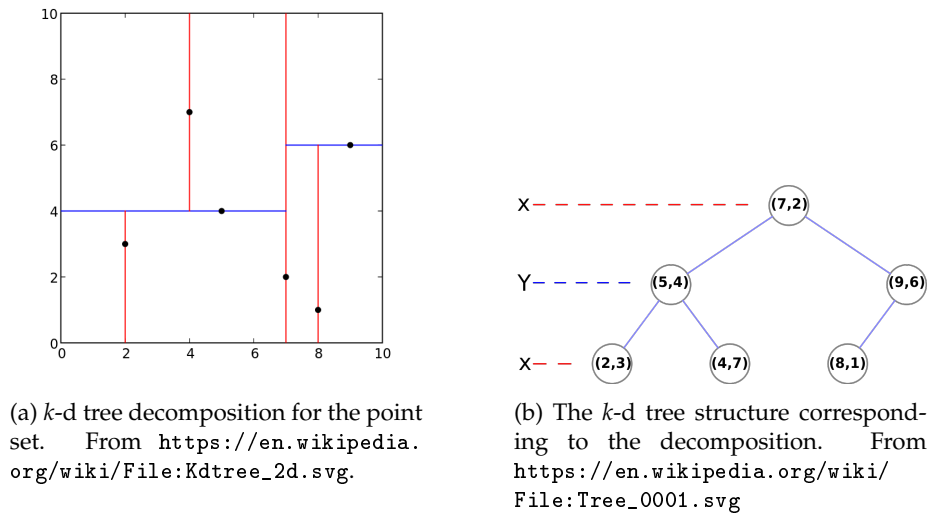 10
8
6
4
2
0
0
2
4
6
8
10
x
(7,2)
Y
(5,4)
(9,6)
x
(2,3)
(4,7)
(8,1)
(a) k-d tree decomposition for the point
set. From https://en.wikipedia.
org/wiki/File:Kdtree_2d.svg.
(b) The k-d tree structure correspond-
ing to the decomposition. From
https://en.wikipedia.org/wiki/
File:Tree_0001.svg